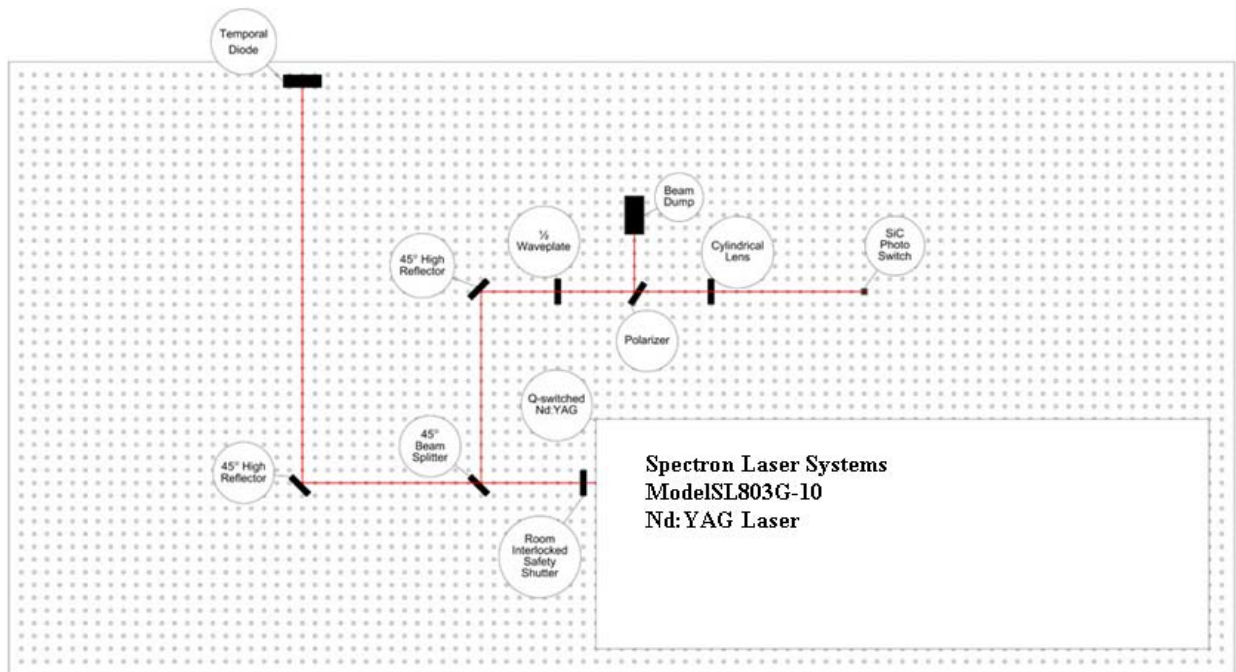 Temporal
Diode
Beam
Dump
½
Waveplate
Cylindrical
Lens
SiC
Photo
Switch
45° High
Reflector
Polarizer
Q-switched
Nd:YAG
45°
Beam
Splitter
45° High
Reflector
Spectron Laser Systems
ModelSL803G-10
Nd:YAG Laser
Room
Interlocked
Safety
Shutter